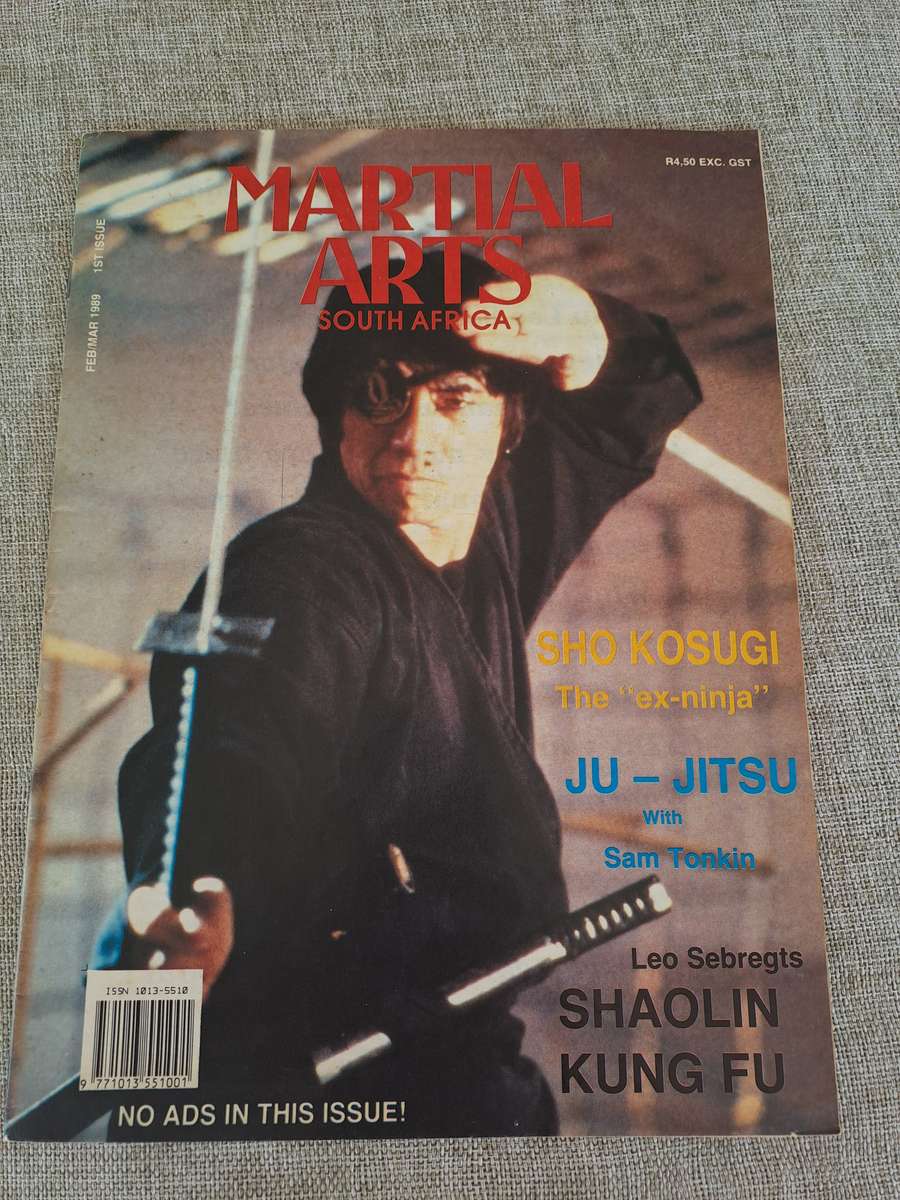 R4,50 EXC. GST
MARTIAL
ARTS
SOUTH AFRICA
FEB/MAR 1989 1ST ISSUE
SHO KOSUGI
The "ex-ninja"
JU – JITSU
With
Sam Tonkin
Leo Sebregts
SHAOLIN
KUNG FU
ISSN 1013-5510
9 771013 551001
NO ADS IN THIS ISSUE!